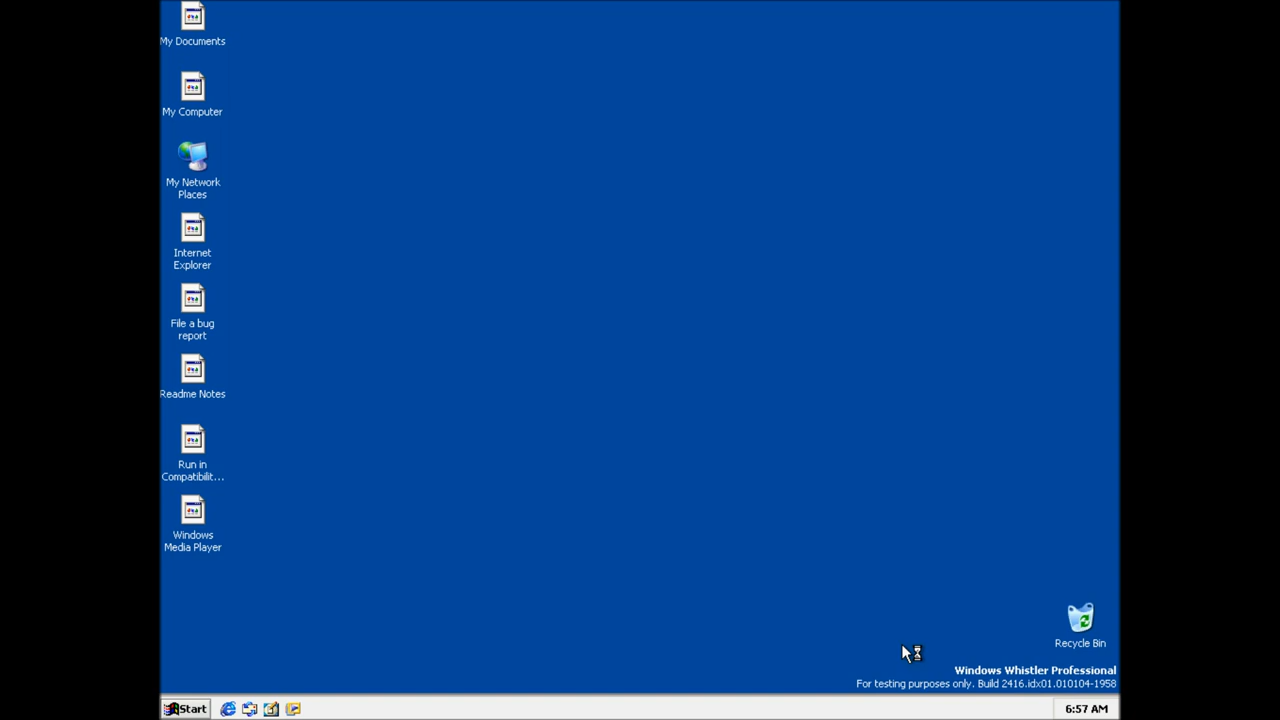 My Documents
My Computer
My Network
Places
Internet
Explorer
File a bug
report
Readme Notes
Run in
Compatibilit...
Windows
Media Player
Recycle Bin
Windows Whistler Professional
For testing purposes only. Build 2416.idx01.010104-1958
Start
6:57 AM